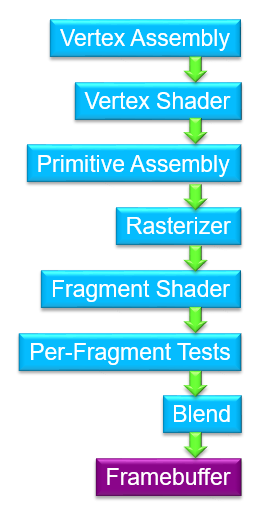 Vertex Assembly
Vertex Shader
Primitive Assembly
Rasterizer
Fragment Shader
Per-Fragment Tests
Blend
Framebuffer